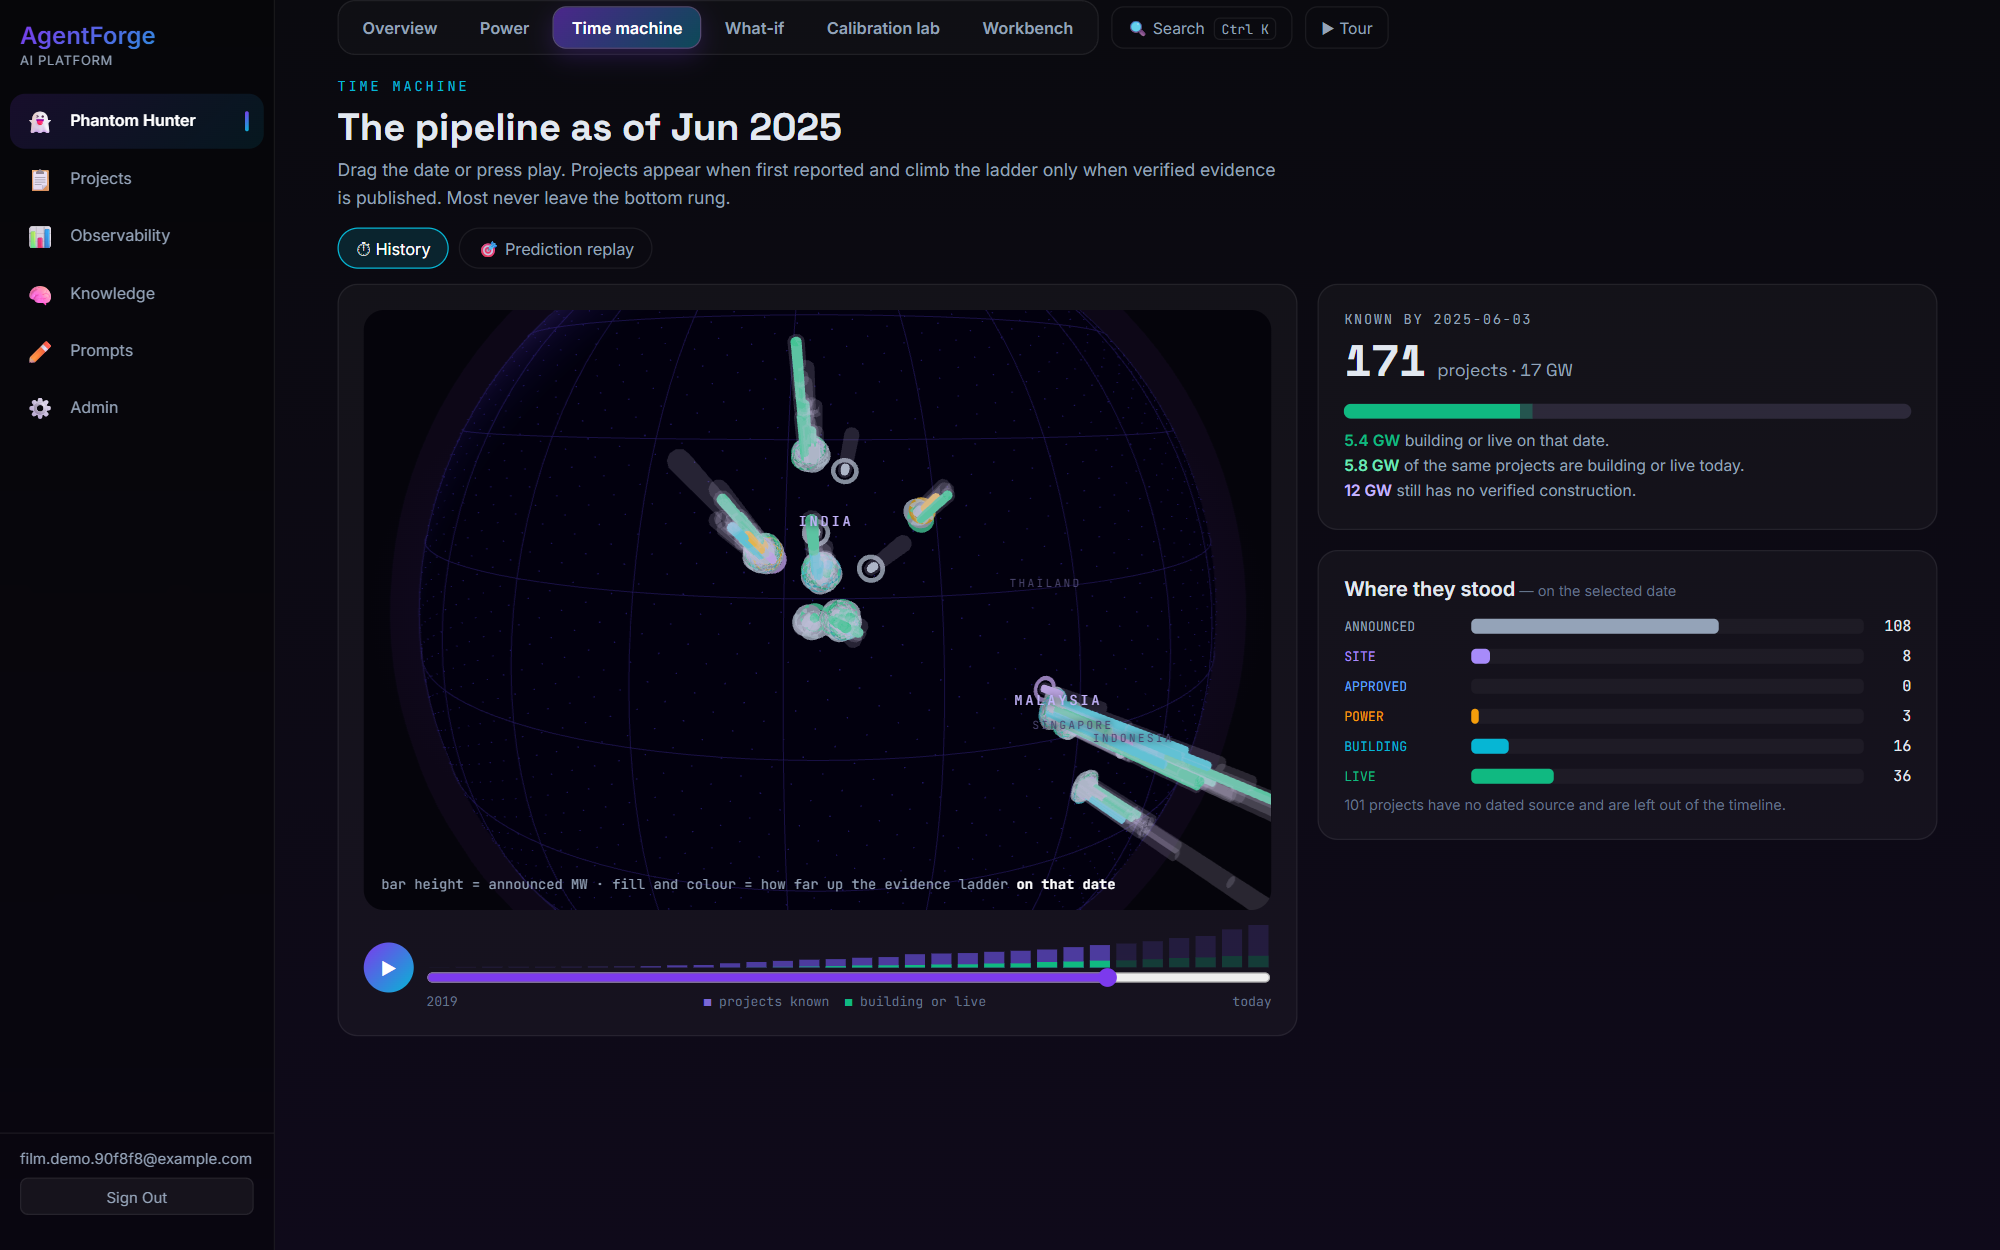 AgentForge
AI PLATFORM
Phantom Hunter
Projects
Observability
Knowledge
Prompts
Admin
film.demo.90f8f8@example.com
Sign Out
Overview
Power
Time machine
What-if
Calibration lab
Workbench
Search Ctrl K
Tour
TIME MACHINE
The pipeline as of Jun 2025
Drag the date or press play. Projects appear when first reported and climb the ladder only when verified evidence
is published. Most never leave the bottom rung.
History
Prediction replay
INDIA
THAILAND
MALAYSIA
SINGAPORE
INDONESIA
bar height = announced MW · fill and colour = how far up the evidence ladder on that date
2019
projects known
building or live
today
KNOWN BY 2025-06-03
171 projects · 17 GW
5.4 GW building or live on that date.
5.8 GW of the same projects are building or live today.
12 GW still has no verified construction.
Where they stood — on the selected date
ANNOUNCED 108
SITE 8
APPROVED 0
POWER 3
BUILDING 16
LIVE 36
101 projects have no dated source and are left out of the timeline.